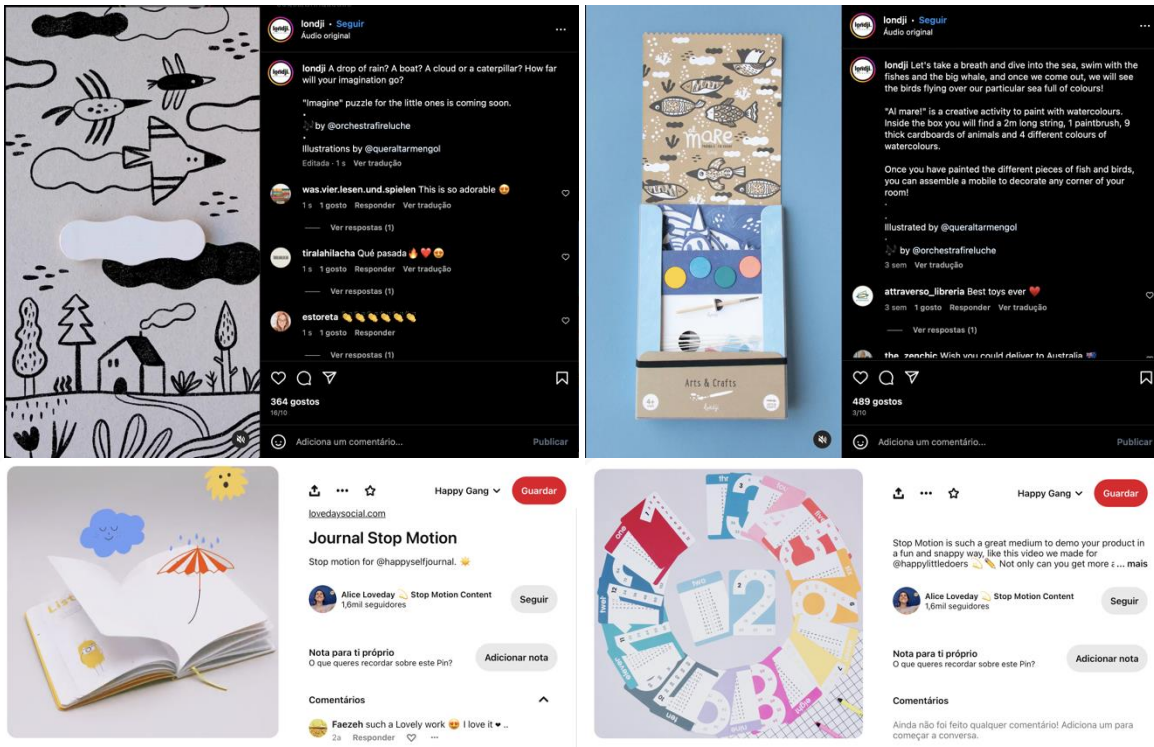 londji • Seguir
Áudio original
londji A drop of rain? A boat? A cloud or a caterpillar? How far
will your imagination go?
"Imagine" puzzle for the little ones is coming soon.
by @orchestrafireluche
Illustrations by @queraltarmengol
Editada · 1 s Ver tradução
was.vier.lesen.und.spielen This is so adorable 😍
1 s 1 gosto Responder Ver tradução
Ver respostas (1)
tiralahilacha Qué pasada🔥❤️😍
1 s 1 gosto Responder Ver tradução
Ver respostas (1)
estoreta 👏👏👏👏👏👏
1 s 1 gosto Responder
Ver respostas (1)
364 gostos
16/10
Adiciona um comentário...
Publicar
mare
Arts & Crafts
londji
londji • Seguir
Áudio original
londji Let's take a breath and dive into the sea, swim with the
fishes and the big whale, and once we come out, we will see
the birds flying over our particular sea full of colours!
"Al mare!" is a creative activity to paint with watercolours.
Inside the box you will find a 2m long string, 1 paintbrush, 9
thick cardboards of animals and 4 different colours of
watercolours.
Once you have painted the different pieces of fish and birds,
you can assemble a mobile to decorate any corner of your
room!
Illustrated by @queraltarmengol
by @orchestrafireluche
3 sem Ver tradução
attraverso_libreria Best toys ever ❤️
3 sem 1 gosto Responder Ver tradução
Ver respostas (1)
the_zenchic Wish you could deliver to Australia 🇦🇺
489 gostos
3/10
Adiciona um comentário...
Publicar
List
Happy Gang
Guardar
lovedaysocial.com
Journal Stop Motion
Stop motion for @happyselfjournal. ☀️
Alice Loveday 💫 Stop Motion Content
1,6mil seguidores
Seguir
Nota para ti próprio
O que queres recordar sobre este Pin?
Adicionar nota
Comentários
Faezeh such a Lovely work 😍 I love it ❤ ..
2a Responder
two
one
ten
eight
Happy Gang
Guardar
Stop Motion is such a great medium to demo your product in
a fun and snappy way, like this video we made for
@happylittledoers 💫✏️ Not only can you get more ... mais
Alice Loveday 💫 Stop Motion Content
1,6mil seguidores
Seguir
Nota para ti próprio
O que queres recordar sobre este Pin?
Adicionar nota
Comentários
Ainda não foi feito qualquer comentário! Adiciona um para
começar a conversa.